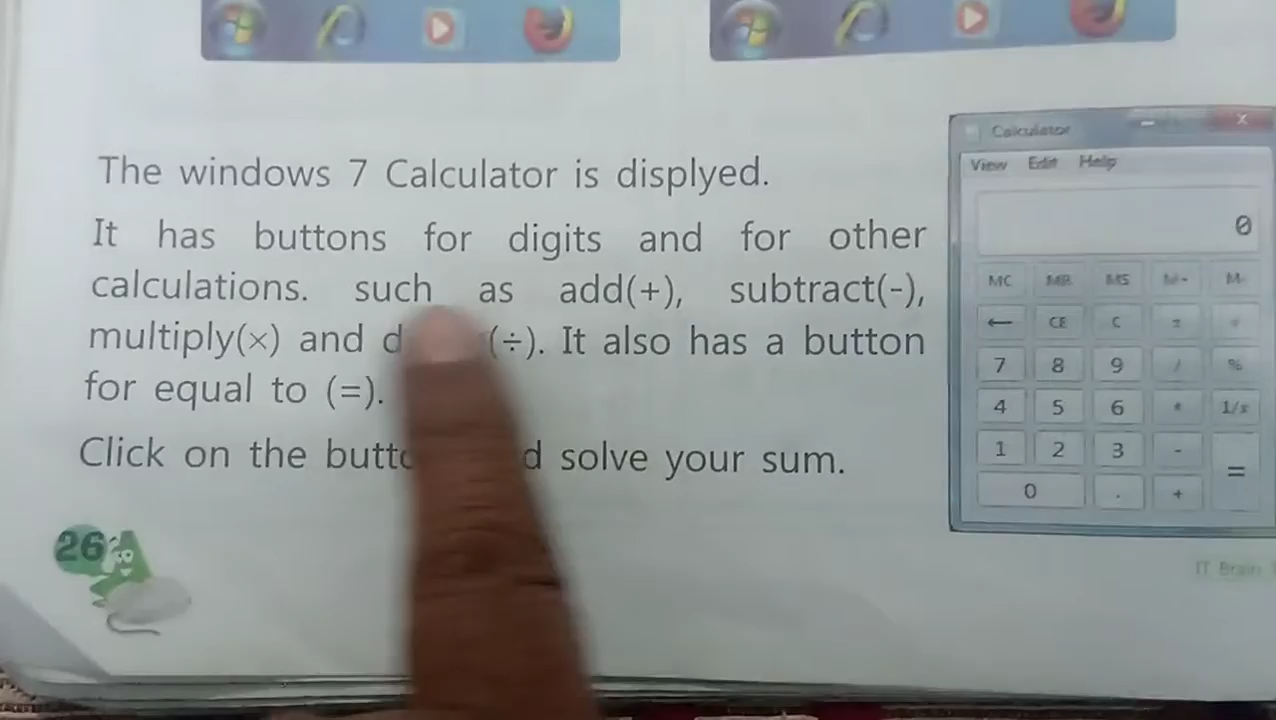 The windows 7 Calculator is displyed.
It has buttons for digits and for other
calculations. such as add(+), subtract(-),
multiply(×) and (÷). It also has a button
for equal to (=).
Click on the solve your sum.
26
Calculator
View Edit Help
0
MC MR MS M+ M-
← CE C
7 8 9 / %
4 5 6 * 1/x
1 2 3 - =
0 . +
IT Brain